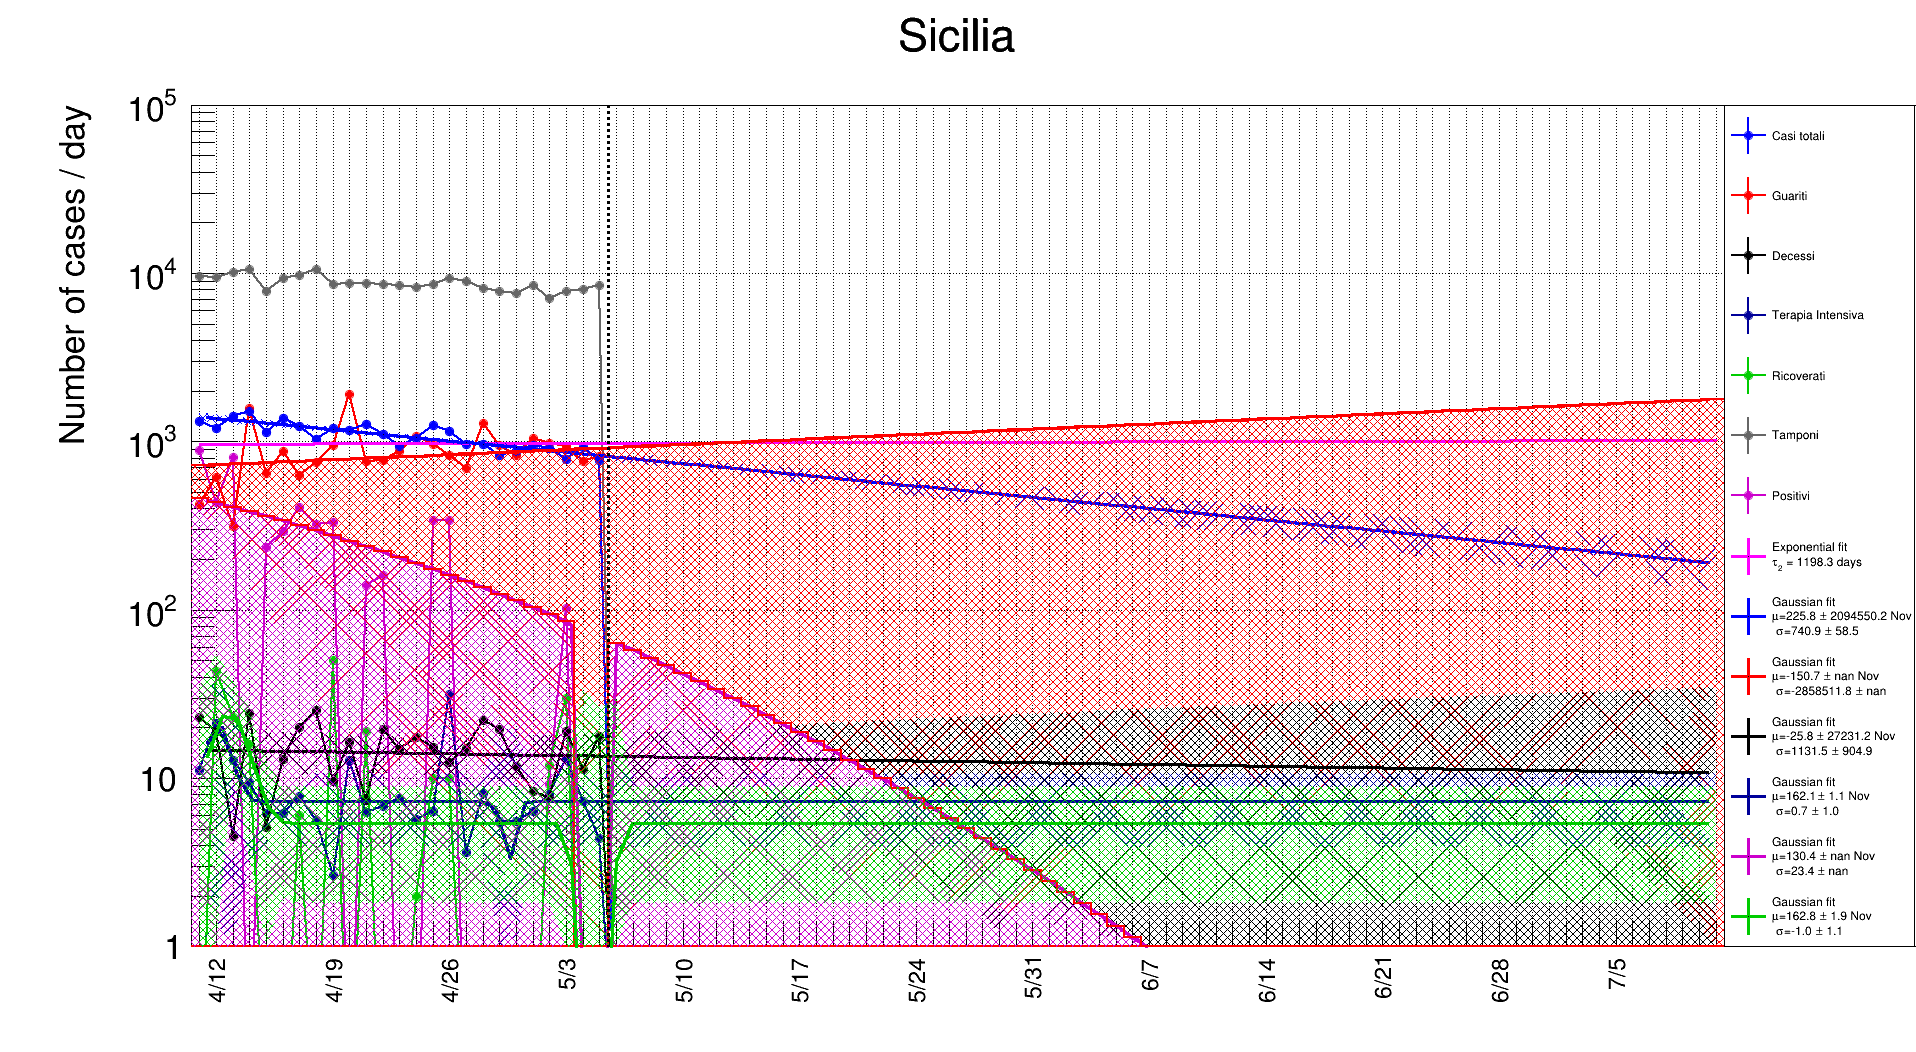 Sicilia
Number of cases / day
10^5
10^4
10^3
10^2
10
1
4/12
4/19
4/26
5/3
5/10
5/17
5/24
5/31
6/7
6/14
6/21
6/28
7/5
Casi totali
Guariti
Decessi
Terapia Intensiva
Ricoverati
Tamponi
Positivi
Exponential fit
τ₂ = 1198.3 days
Gaussian fit
μ=225.8 ± 2094550.2 Nov
σ=740.9 ± 58.5
Gaussian fit
μ=-150.7 ± nan Nov
σ=-2858511.8 ± nan
Gaussian fit
μ=-25.8 ± 27231.2 Nov
σ=1131.5 ± 904.9
Gaussian fit
μ=162.1 ± 1.1 Nov
σ=0.7 ± 1.0
Gaussian fit
μ=130.4 ± nan Nov
σ=23.4 ± nan
Gaussian fit
μ=162.8 ± 1.9 Nov
σ=-1.0 ± 1.1